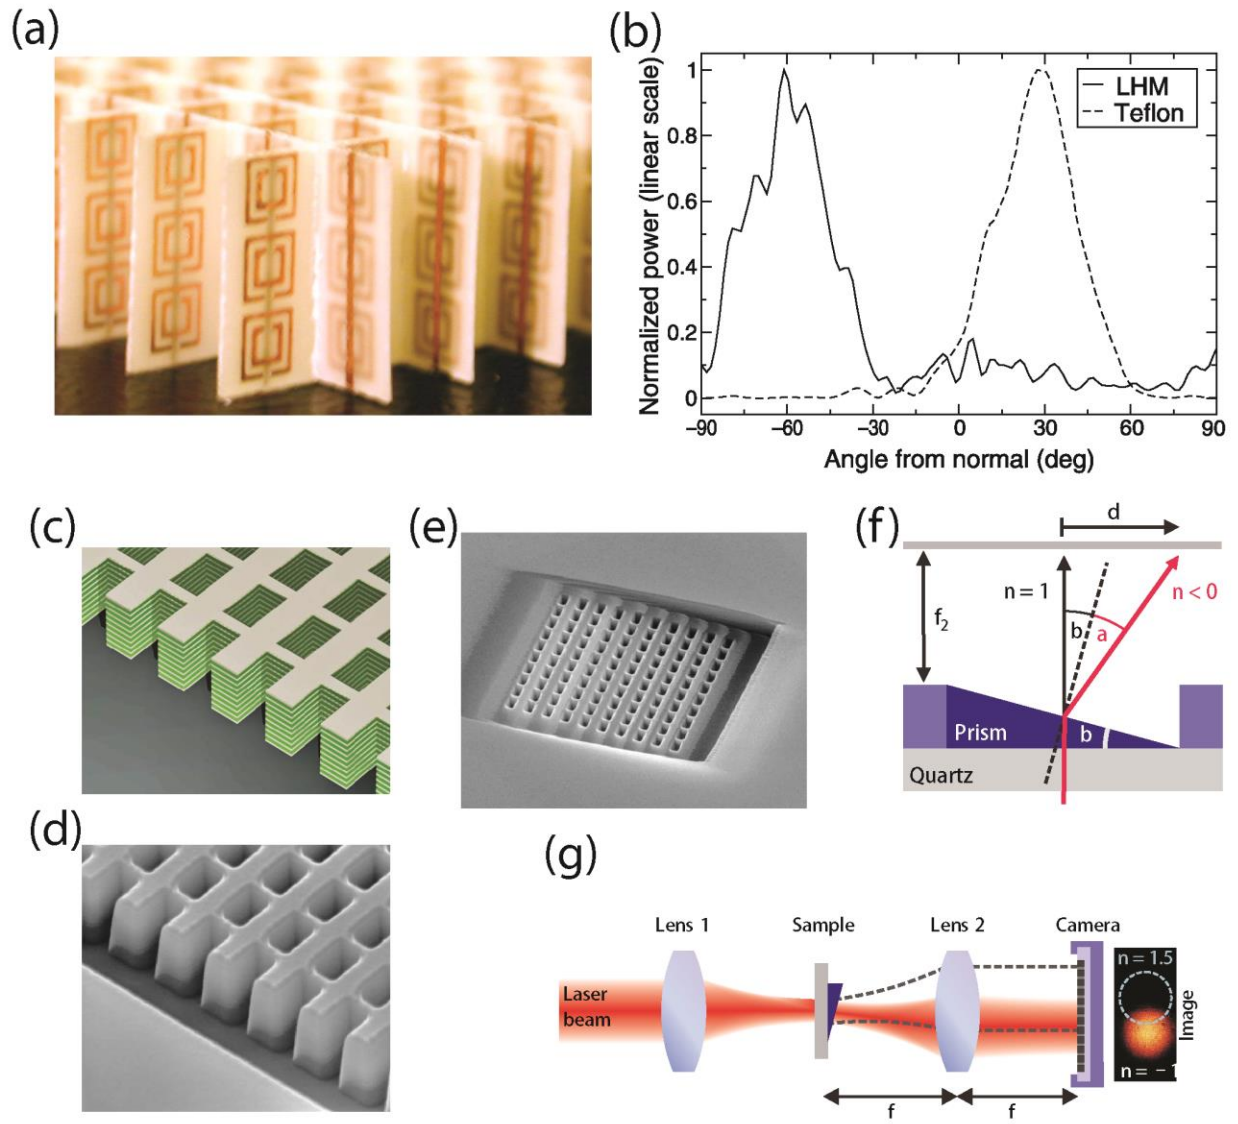 (a)
(b)
Normalized power (linear scale)
1
0.8
0.6
0.4
0.2
0
LHM
Teflon
−90
−60
−30
0
30
60
90
Angle from normal (deg)
(c)
(e)
(f)
d
n = 1
n < 0
f2
b
a
Prism
b
Quartz
(d)
(g)
Lens 1
Sample
Lens 2
Camera
Laser
beam
n = 1.5
Image
n = − 1
f
f